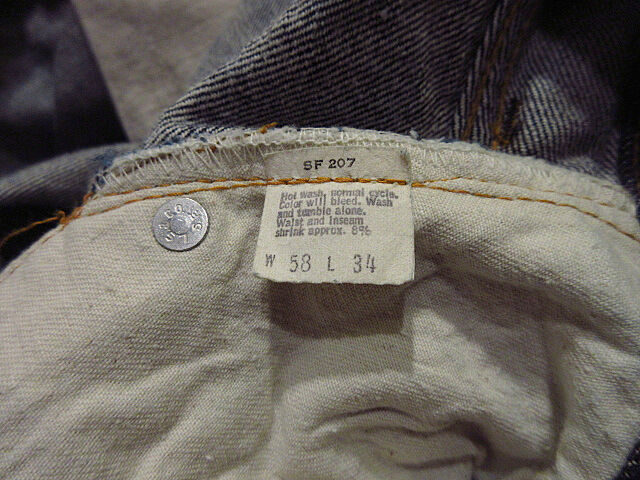 SF 207
Hot wash, normal cycle.
Color will bleed. Wash
and tumble alone.
Waist and Inseam
shrink approx. 8%
W 58 L 34